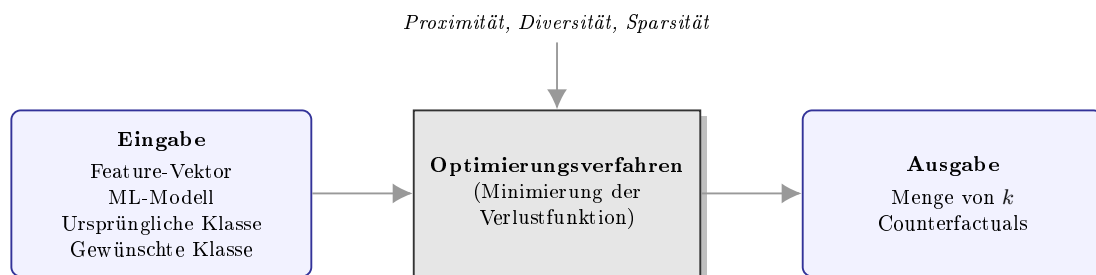 Proximität, Diversität, Sparsität
Eingabe
Feature-Vektor
ML-Modell
Ursprüngliche Klasse
Gewünschte Klasse
Optimierungsverfahren
(Minimierung der
Verlustfunktion)
Ausgabe
Menge von k
Counterfactuals